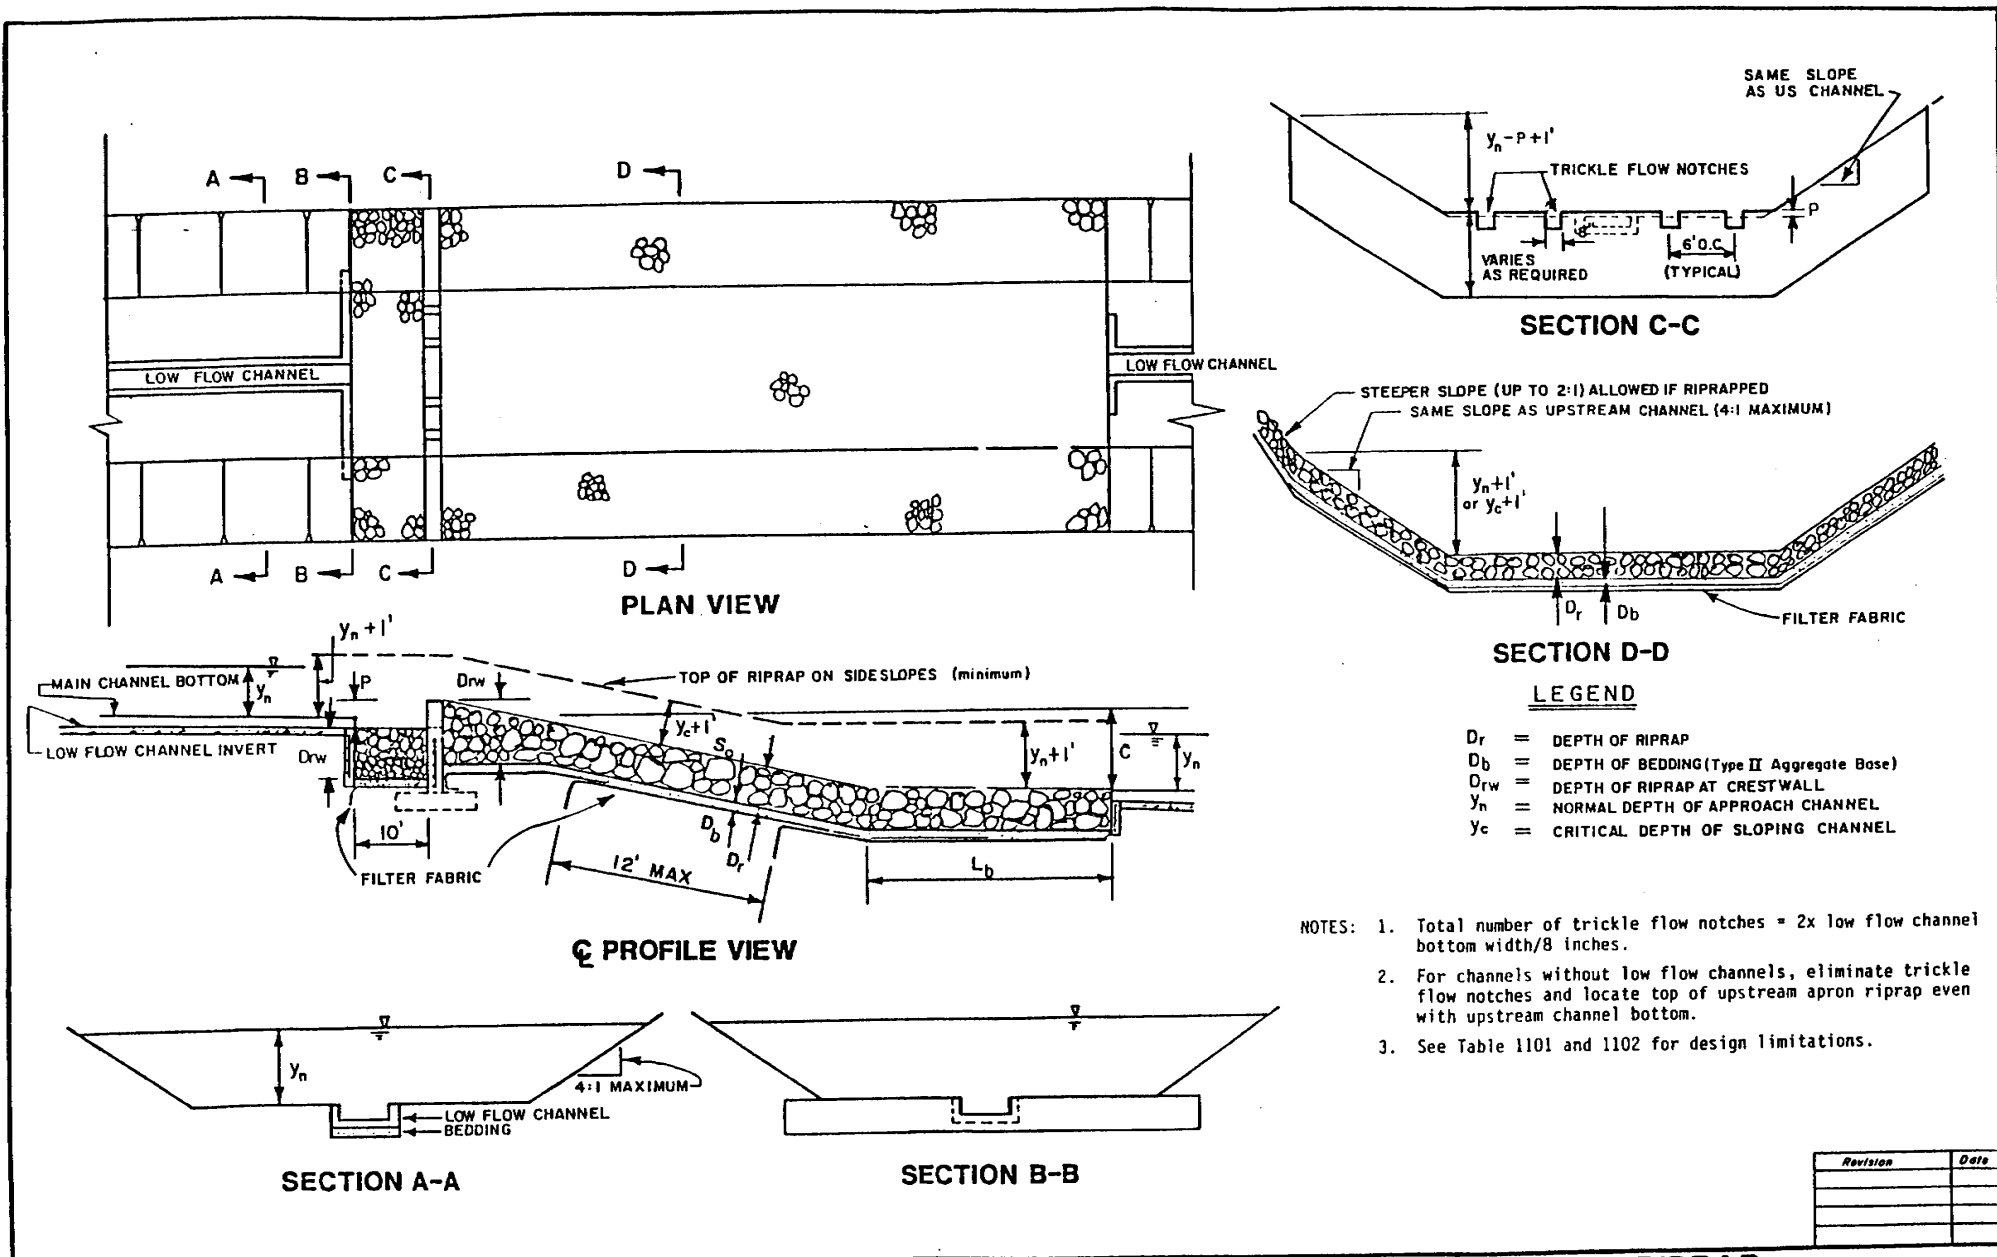 A
B
C
D
LOW FLOW CHANNEL
LOW FLOW CHANNEL
A
B
C
D
PLAN VIEW
yn + 1'
MAIN CHANNEL BOTTOM
yn
P
Drw
TOP OF RIPRAP ON SIDESLOPES (minimum)
LOW FLOW CHANNEL INVERT
Drw
yc+1'
So
yn+1'
C
yn
10'
FILTER FABRIC
Db
Dr
12' MAX
Lb
℄ PROFILE VIEW
yn
4:1 MAXIMUM
LOW FLOW CHANNEL
BEDDING
SECTION A-A
SECTION B-B
SAME SLOPE
AS US CHANNEL
yn-P+1'
TRICKLE FLOW NOTCHES
P
8"
6' O.C.
(TYPICAL)
VARIES
AS REQUIRED
SECTION C-C
STEEPER SLOPE (UP TO 2:1) ALLOWED IF RIPRAPPED
SAME SLOPE AS UPSTREAM CHANNEL (4:1 MAXIMUM)
yn+1'
or yc+1'
Dr
Db
FILTER FABRIC
SECTION D-D
LEGEND
Dr = DEPTH OF RIPRAP
Db = DEPTH OF BEDDING (Type II Aggregate Base)
Drw = DEPTH OF RIPRAP AT CRESTWALL
yn = NORMAL DEPTH OF APPROACH CHANNEL
yc = CRITICAL DEPTH OF SLOPING CHANNEL
NOTES: 1. Total number of trickle flow notches = 2x low flow channel
bottom width/8 inches.
2. For channels without low flow channels, eliminate trickle
flow notches and locate top of upstream apron riprap even
with upstream channel bottom.
3. See Table 1101 and 1102 for design limitations.
Revision Date